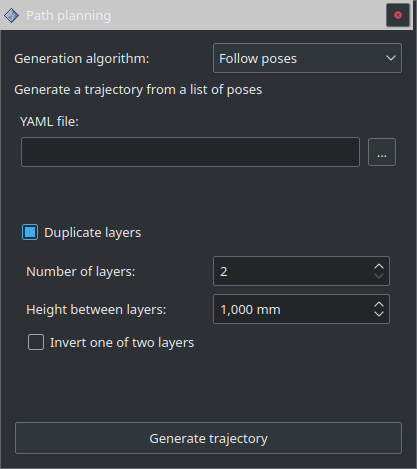 Path planning
Generation algorithm: Follow poses
Generate a trajectory from a list of poses
YAML file:
...
Duplicate layers
Number of layers: 2
Height between layers: 1,000 mm
Invert one of two layers
Generate trajectory